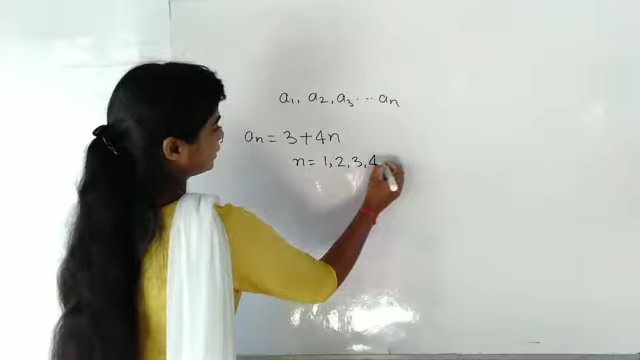 a₁, a₂, a₃ ... aₙ
aₙ = 3 + 4n
n = 1, 2, 3, 4